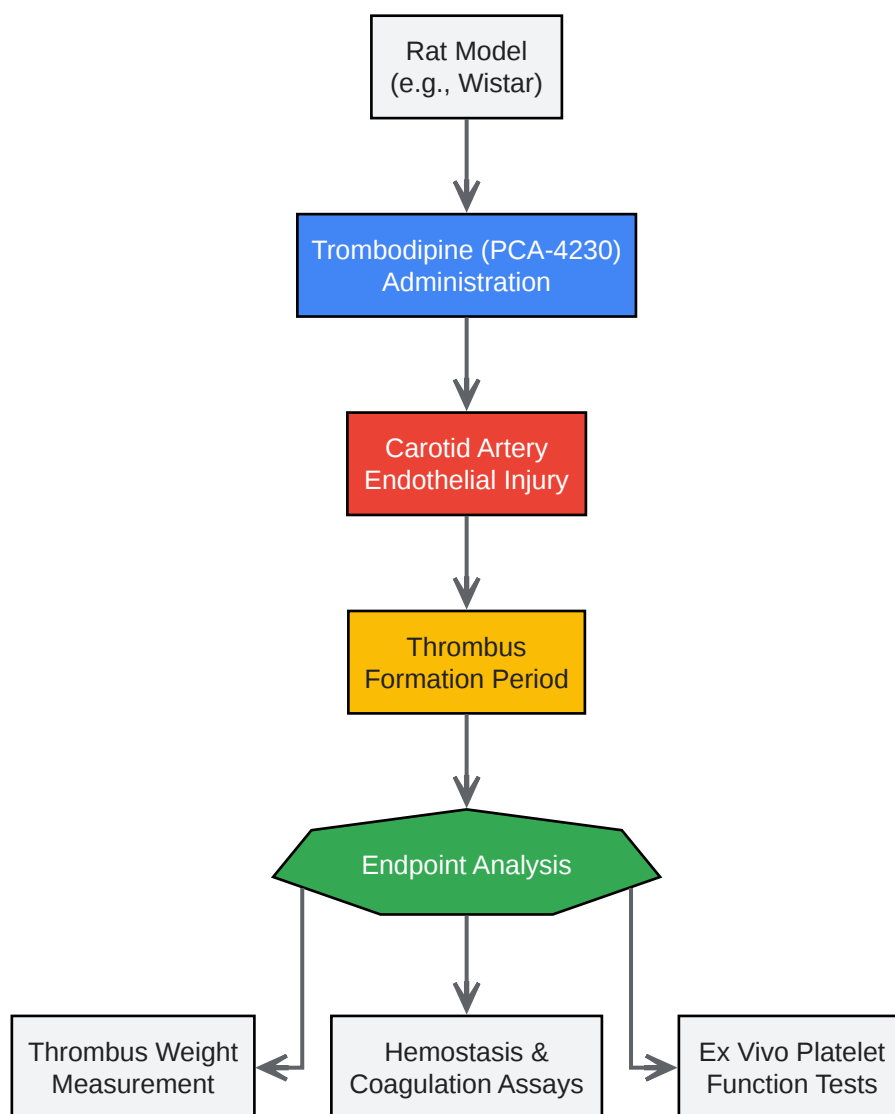 Rat Model
(e.g., Wistar)
Trombodipine (PCA-4230)
Administration
Carotid Artery
Endothelial Injury
Thrombus
Formation Period
Endpoint Analysis
Thrombus Weight
Measurement
Hemostasis &
Coagulation Assays
Ex Vivo Platelet
Function Tests